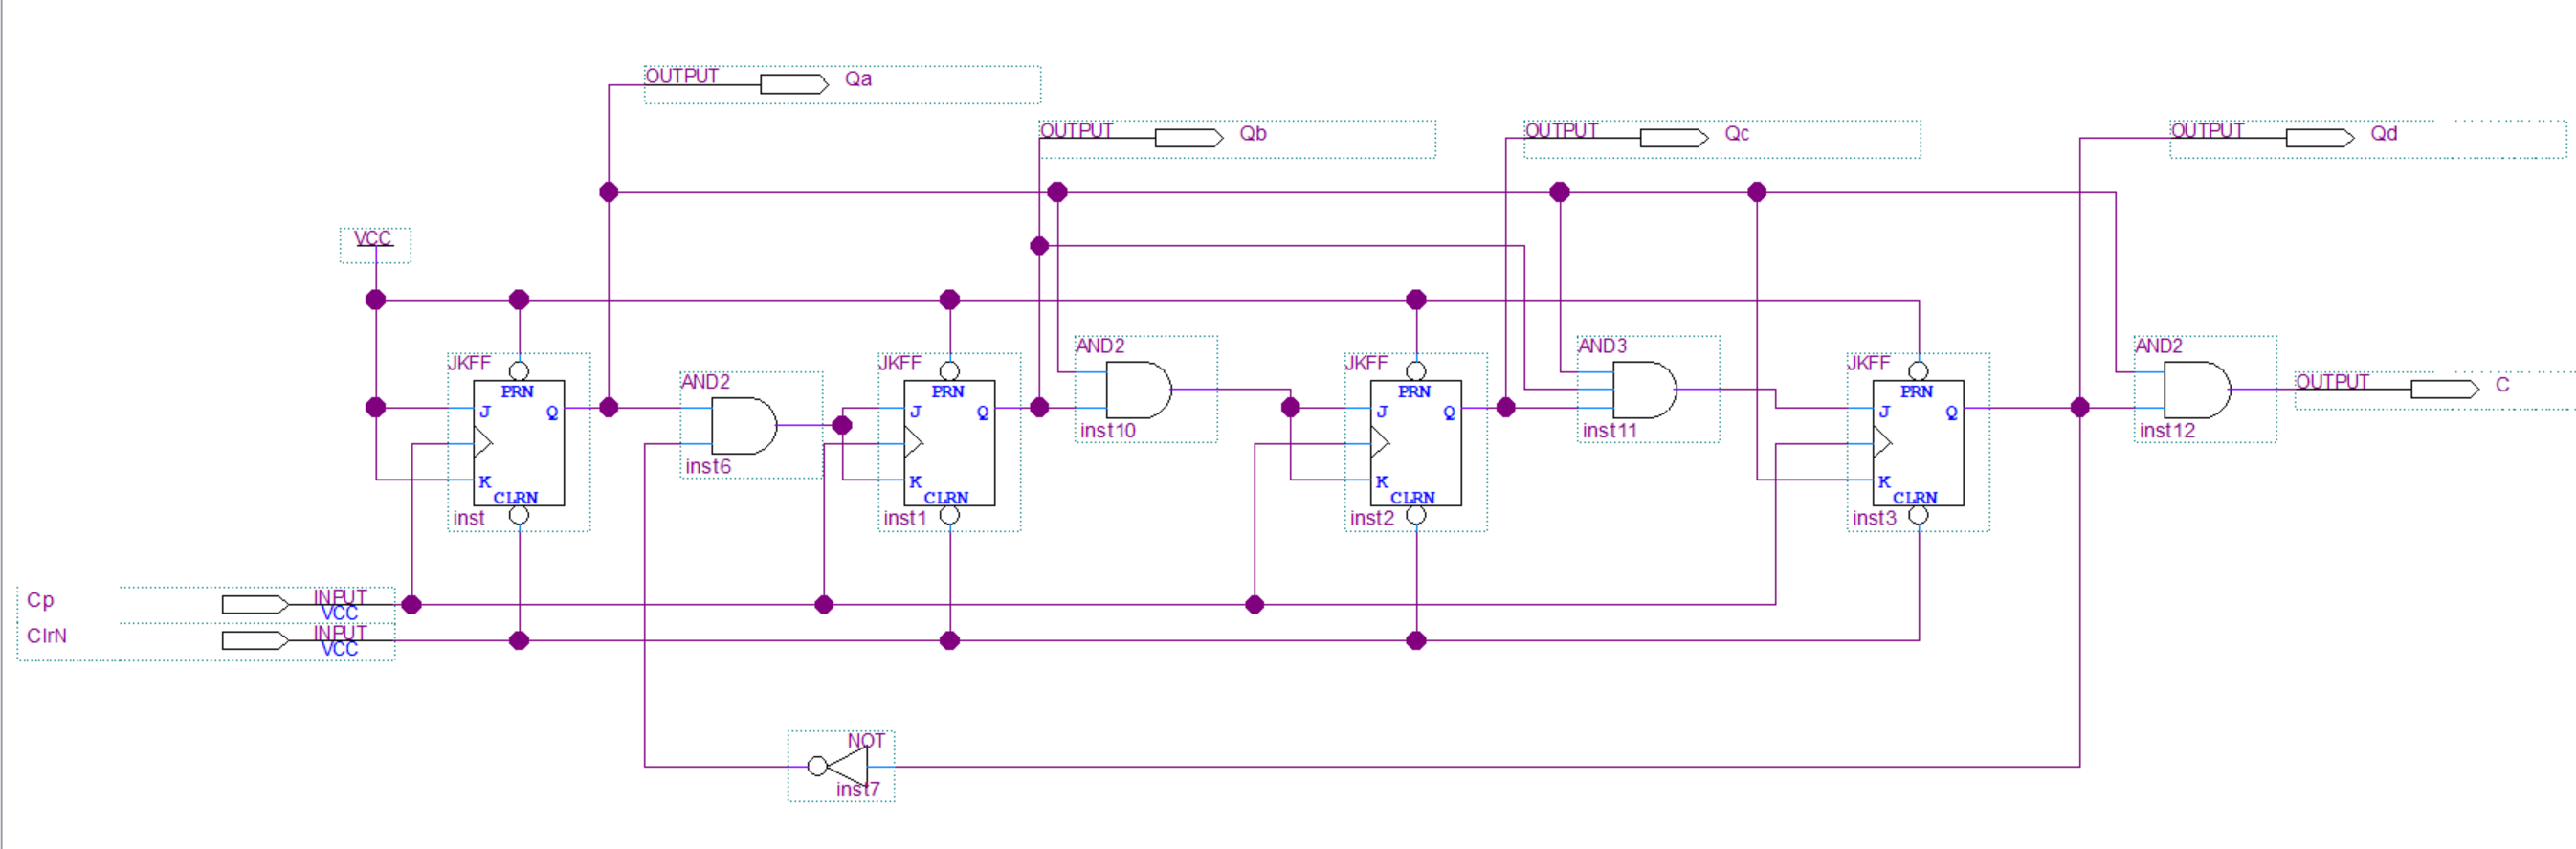 OUTPUT Qa
OUTPUT Qb
OUTPUT Qc
OUTPUT Qd
VCC
JKFF
PRN
J
Q
K
CLRN
inst
AND2
inst6
JKFF
PRN
J
Q
K
CLRN
inst1
AND2
inst10
JKFF
PRN
J
Q
K
CLRN
inst2
AND3
inst11
JKFF
PRN
J
Q
K
CLRN
inst3
AND2
inst12
OUTPUT C
Cp INPUT
VCC
ClrN INPUT
VCC
NOT
inst7